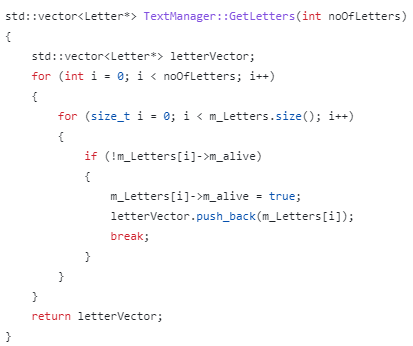 std::vector<Letter*> TextManager::GetLetters(int noOfLetters)
{
    std::vector<Letter*> letterVector;
    for (int i = 0; i < noOfLetters; i++)
    {
        for (size_t i = 0; i < m_Letters.size(); i++)
        {
            if (!m_Letters[i]->m_alive)
            {
                m_Letters[i]->m_alive = true;
                letterVector.push_back(m_Letters[i]);
                break;
            }
        }
    }
    return letterVector;
}